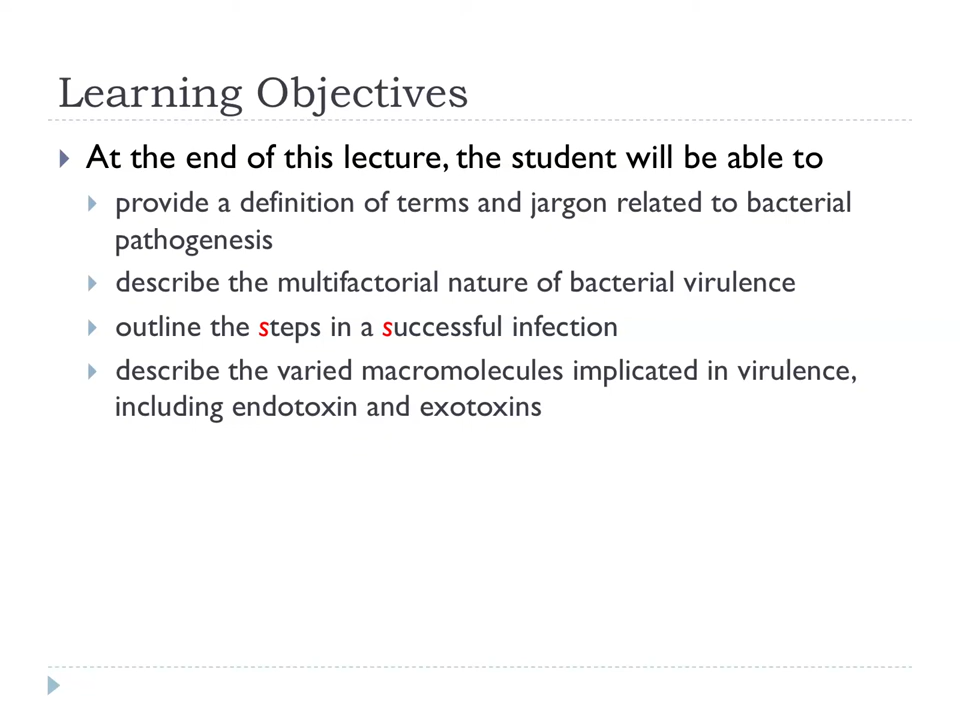 Learning Objectives
At the end of this lecture, the student will be able to
provide a definition of terms and jargon related to bacterial
pathogenesis
describe the multifactorial nature of bacterial virulence
outline the steps in a successful infection
describe the varied macromolecules implicated in virulence,
including endotoxin and exotoxins